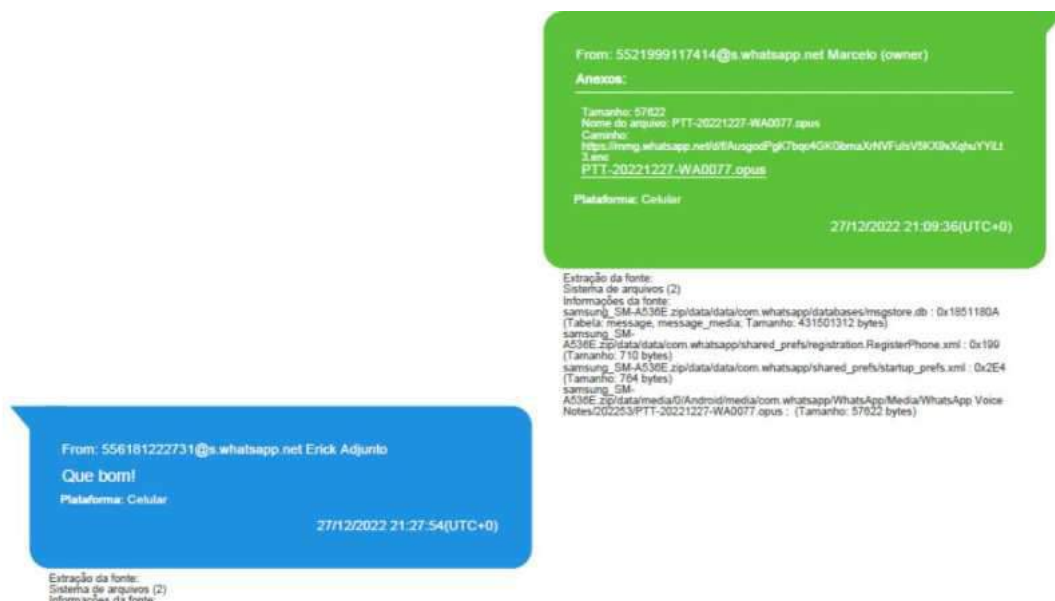 From: 5521999117414@s.whatsapp.net Marcelo (owner)
Anexos:
Tamanho: 57622
Nome do arquivo: PTT-20221227-WA0077.opus
Caminho:
3.enc
PTT-20221227-WA0077.opus
Plataforma: Celular
27/12/2022 21:09:36(UTC+0)
Extração da fonte:
Sistema de arquivos (2)
Informações da fonte:
samsung_SM-A536E.zip/data/data/com.whatsapp/databases/msgstore.db : 0x1851180A
(Tabela: message, message_media; Tamanho: 431501312 bytes)
samsung_SM-
A536E.zip/data/data/com.whatsapp/shared_prefs/registration.RegisterPhone.xml : 0x199
(Tamanho: 710 bytes)
samsung_SM-A536E.zip/data/data/com.whatsapp/shared_prefs/startup_prefs.xml : 0x2E4
(Tamanho: 764 bytes)
samsung_SM-
A536E.zip/data/media/0/Android/media/com.whatsapp/WhatsApp/Media/WhatsApp Voice
Notes/202253/PTT-20221227-WA0077.opus : (Tamanho: 57622 bytes)
From: 556181222731@s.whatsapp.net Erick Adjunto
Que bom!
Plataforma: Celular
27/12/2022 21:27:54(UTC+0)
Extração da fonte:
Sistema de arquivos (2)
Informações da fonte: